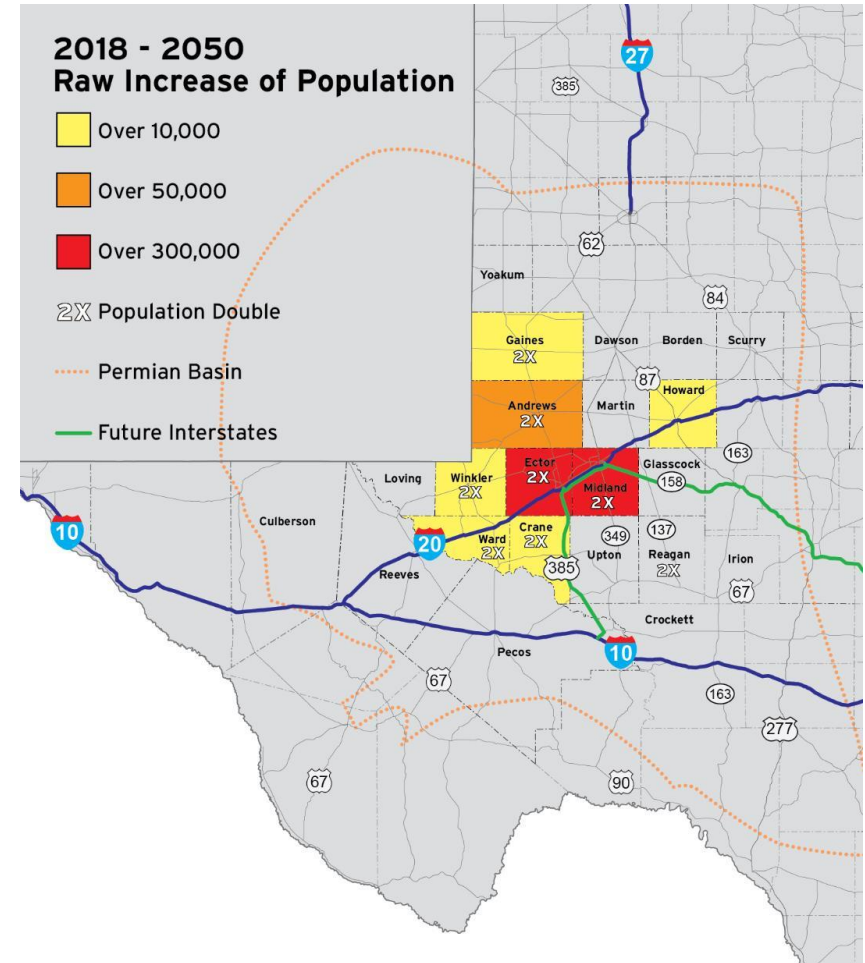 2018 - 2050
Raw Increase of Population
Over 10,000
Over 50,000
Over 300,000
2X Population Double
Permian Basin
Future Interstates
27
385
62
Yoakum
84
Gaines
2X
Dawson
Borden
Scurry
87
Howard
Andrews
2X
Martin
163
Loving
Winkler
2X
Ector
2X
Midland
2X
Glasscock
158
Culberson
10
20
Ward
2X
Crane
2X
349
137
Upton
Reagan
2X
Irion
385
67
Reeves
Crockett
Pecos
10
67
163
277
67
90